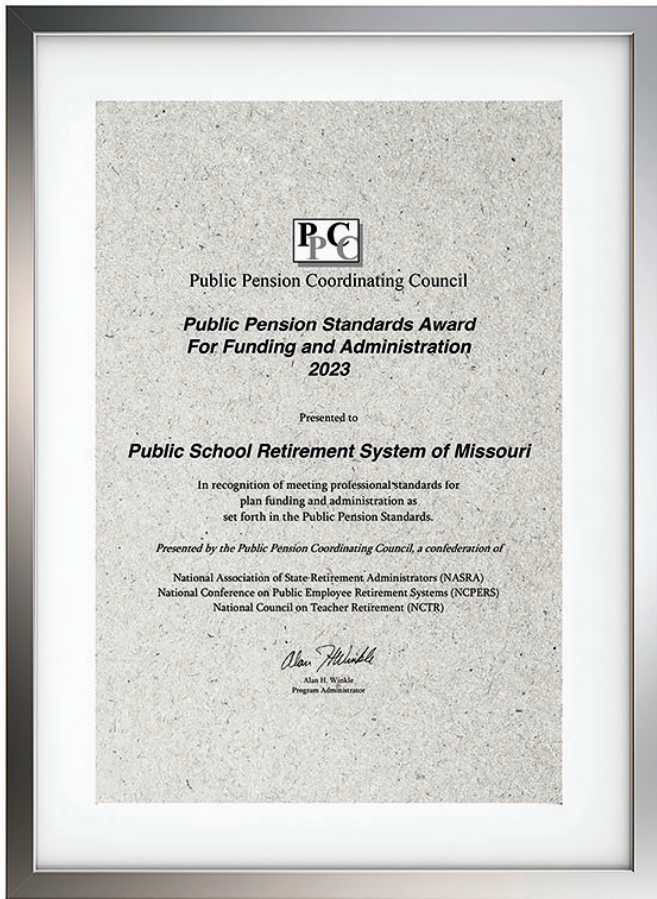 PPCC
Public Pension Coordinating Council
Public Pension Standards Award
For Funding and Administration
2023
Presented to
Public School Retirement System of Missouri
In recognition of meeting professional standards for
plan funding and administration as
set forth in the Public Pension Standards.
Presented by the Public Pension Coordinating Council, a confederation of
National Association of State Retirement Administrators (NASRA)
National Conference on Public Employee Retirement Systems (NCPERS)
National Council on Teacher Retirement (NCTR)
Alan H. Winkle
Alan H. Winkle
Program Administrator